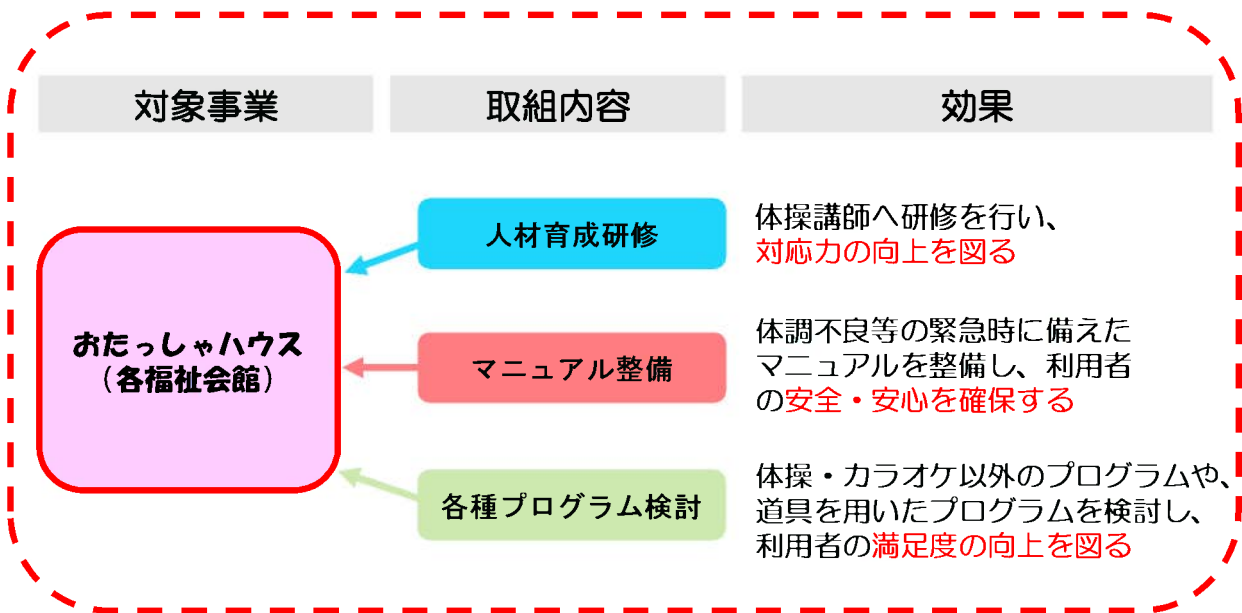 対象事業
取組内容
効果
おたっしゃハウス
（各福祉会館）
人材育成研修
体操講師へ研修を行い、
対応力の向上を図る
マニュアル整備
体調不良等の緊急時に備えた
マニュアルを整備し、利用者
の安全・安心を確保する
各種プログラム検討
体操・カラオケ以外のプログラムや、
道具を用いたプログラムを検討し、
利用者の満足度の向上を図る